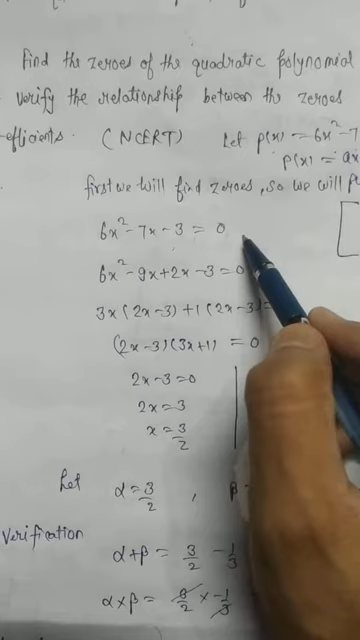 Find the zeroes of the quadratic polynomial
verify the relationship between the zeroes
-efficients. (NCERT) Let p(x) = 6x² - 7
p(x) = ax
first we will find zeroes, so we will
6x² - 7x - 3 = 0
6x² - 9x + 2x - 3 = 0
3x (2x - 3) + 1 (2x - 3) =
(2x - 3) (3x + 1) = 0
2x - 3 = 0
2x = 3
x = 3/2
Let α = 3/2 , β -
Verification
α + β = 3/2 - 1/3
α × β = 3/2 × -1/3